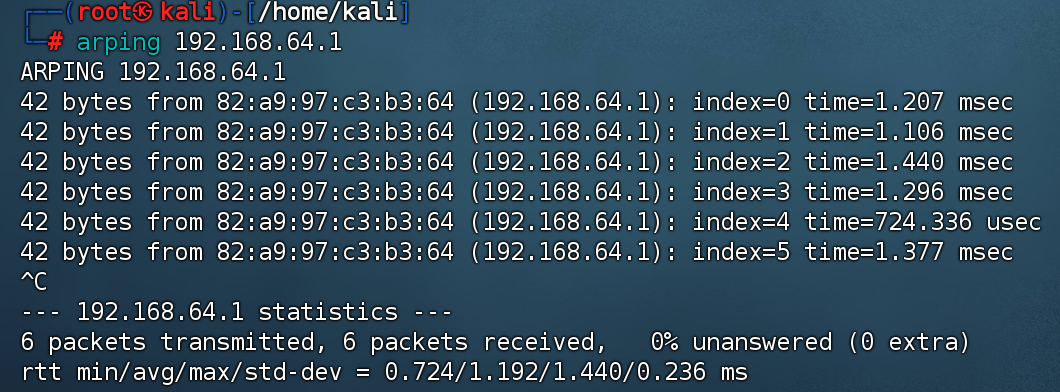 ┌──(root㉿kali)-[/home/kali]
└─# arping 192.168.64.1
ARPING 192.168.64.1
42 bytes from 82:a9:97:c3:b3:64 (192.168.64.1): index=0 time=1.207 msec
42 bytes from 82:a9:97:c3:b3:64 (192.168.64.1): index=1 time=1.106 msec
42 bytes from 82:a9:97:c3:b3:64 (192.168.64.1): index=2 time=1.440 msec
42 bytes from 82:a9:97:c3:b3:64 (192.168.64.1): index=3 time=1.296 msec
42 bytes from 82:a9:97:c3:b3:64 (192.168.64.1): index=4 time=724.336 usec
42 bytes from 82:a9:97:c3:b3:64 (192.168.64.1): index=5 time=1.377 msec
^C
--- 192.168.64.1 statistics ---
6 packets transmitted, 6 packets received,   0% unanswered (0 extra)
rtt min/avg/max/std-dev = 0.724/1.192/1.440/0.236 ms